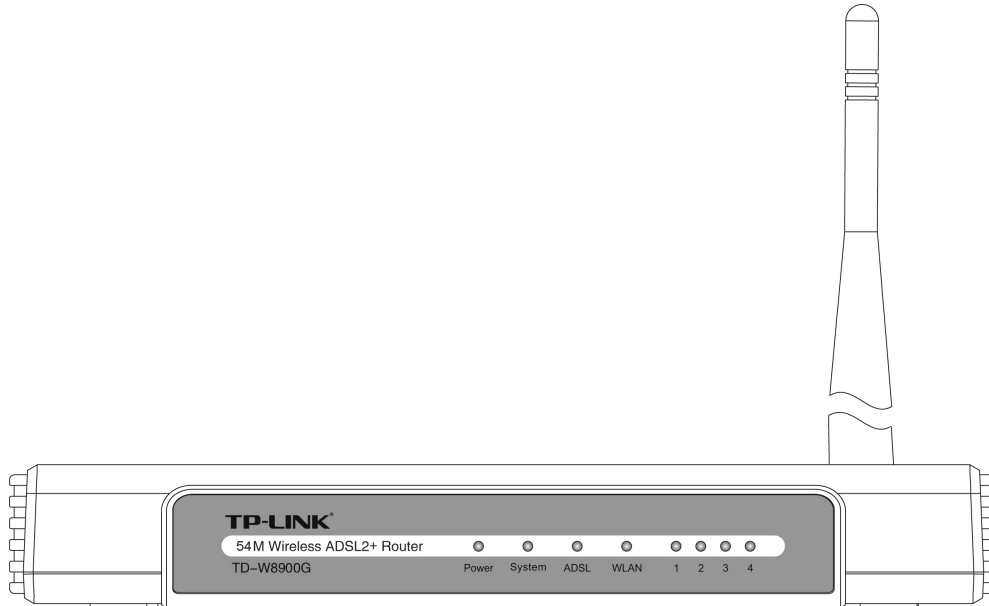 TP-LINK®
54M Wireless ADSL2+ Router
TD-W8900G
Power System ADSL WLAN 1 2 3 4